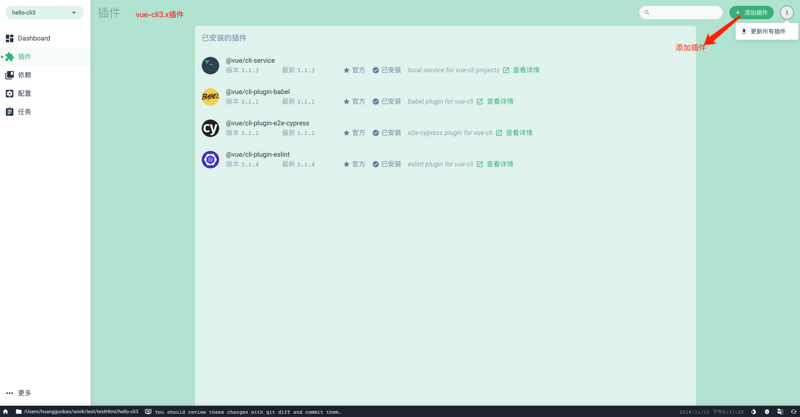 hello-cli3
插件
vue-cli3.x插件
添加插件
更新所有插件
添加插件
Dashboard
插件
依赖
配置
任务
已安装的插件
@vue/cli-service
版本 3.1.3 最新 3.1.3 官方 已安装 local service for vue-cli projects 查看详情
BABEL
@vue/cli-plugin-babel
版本 3.1.1 最新 3.1.1 官方 已安装 babel plugin for vue-cli 查看详情
cy
@vue/cli-plugin-e2e-cypress
版本 3.1.1 最新 3.1.1 官方 已安装 e2e-cypress plugin for vue-cli 查看详情
@vue/cli-plugin-eslint
版本 3.1.4 最新 3.1.4 官方 已安装 eslint plugin for vue-cli 查看详情
更多
/Users/huangguobao/work/test/testHtml/hello-cli3 You should review these changes with git diff and commit them.